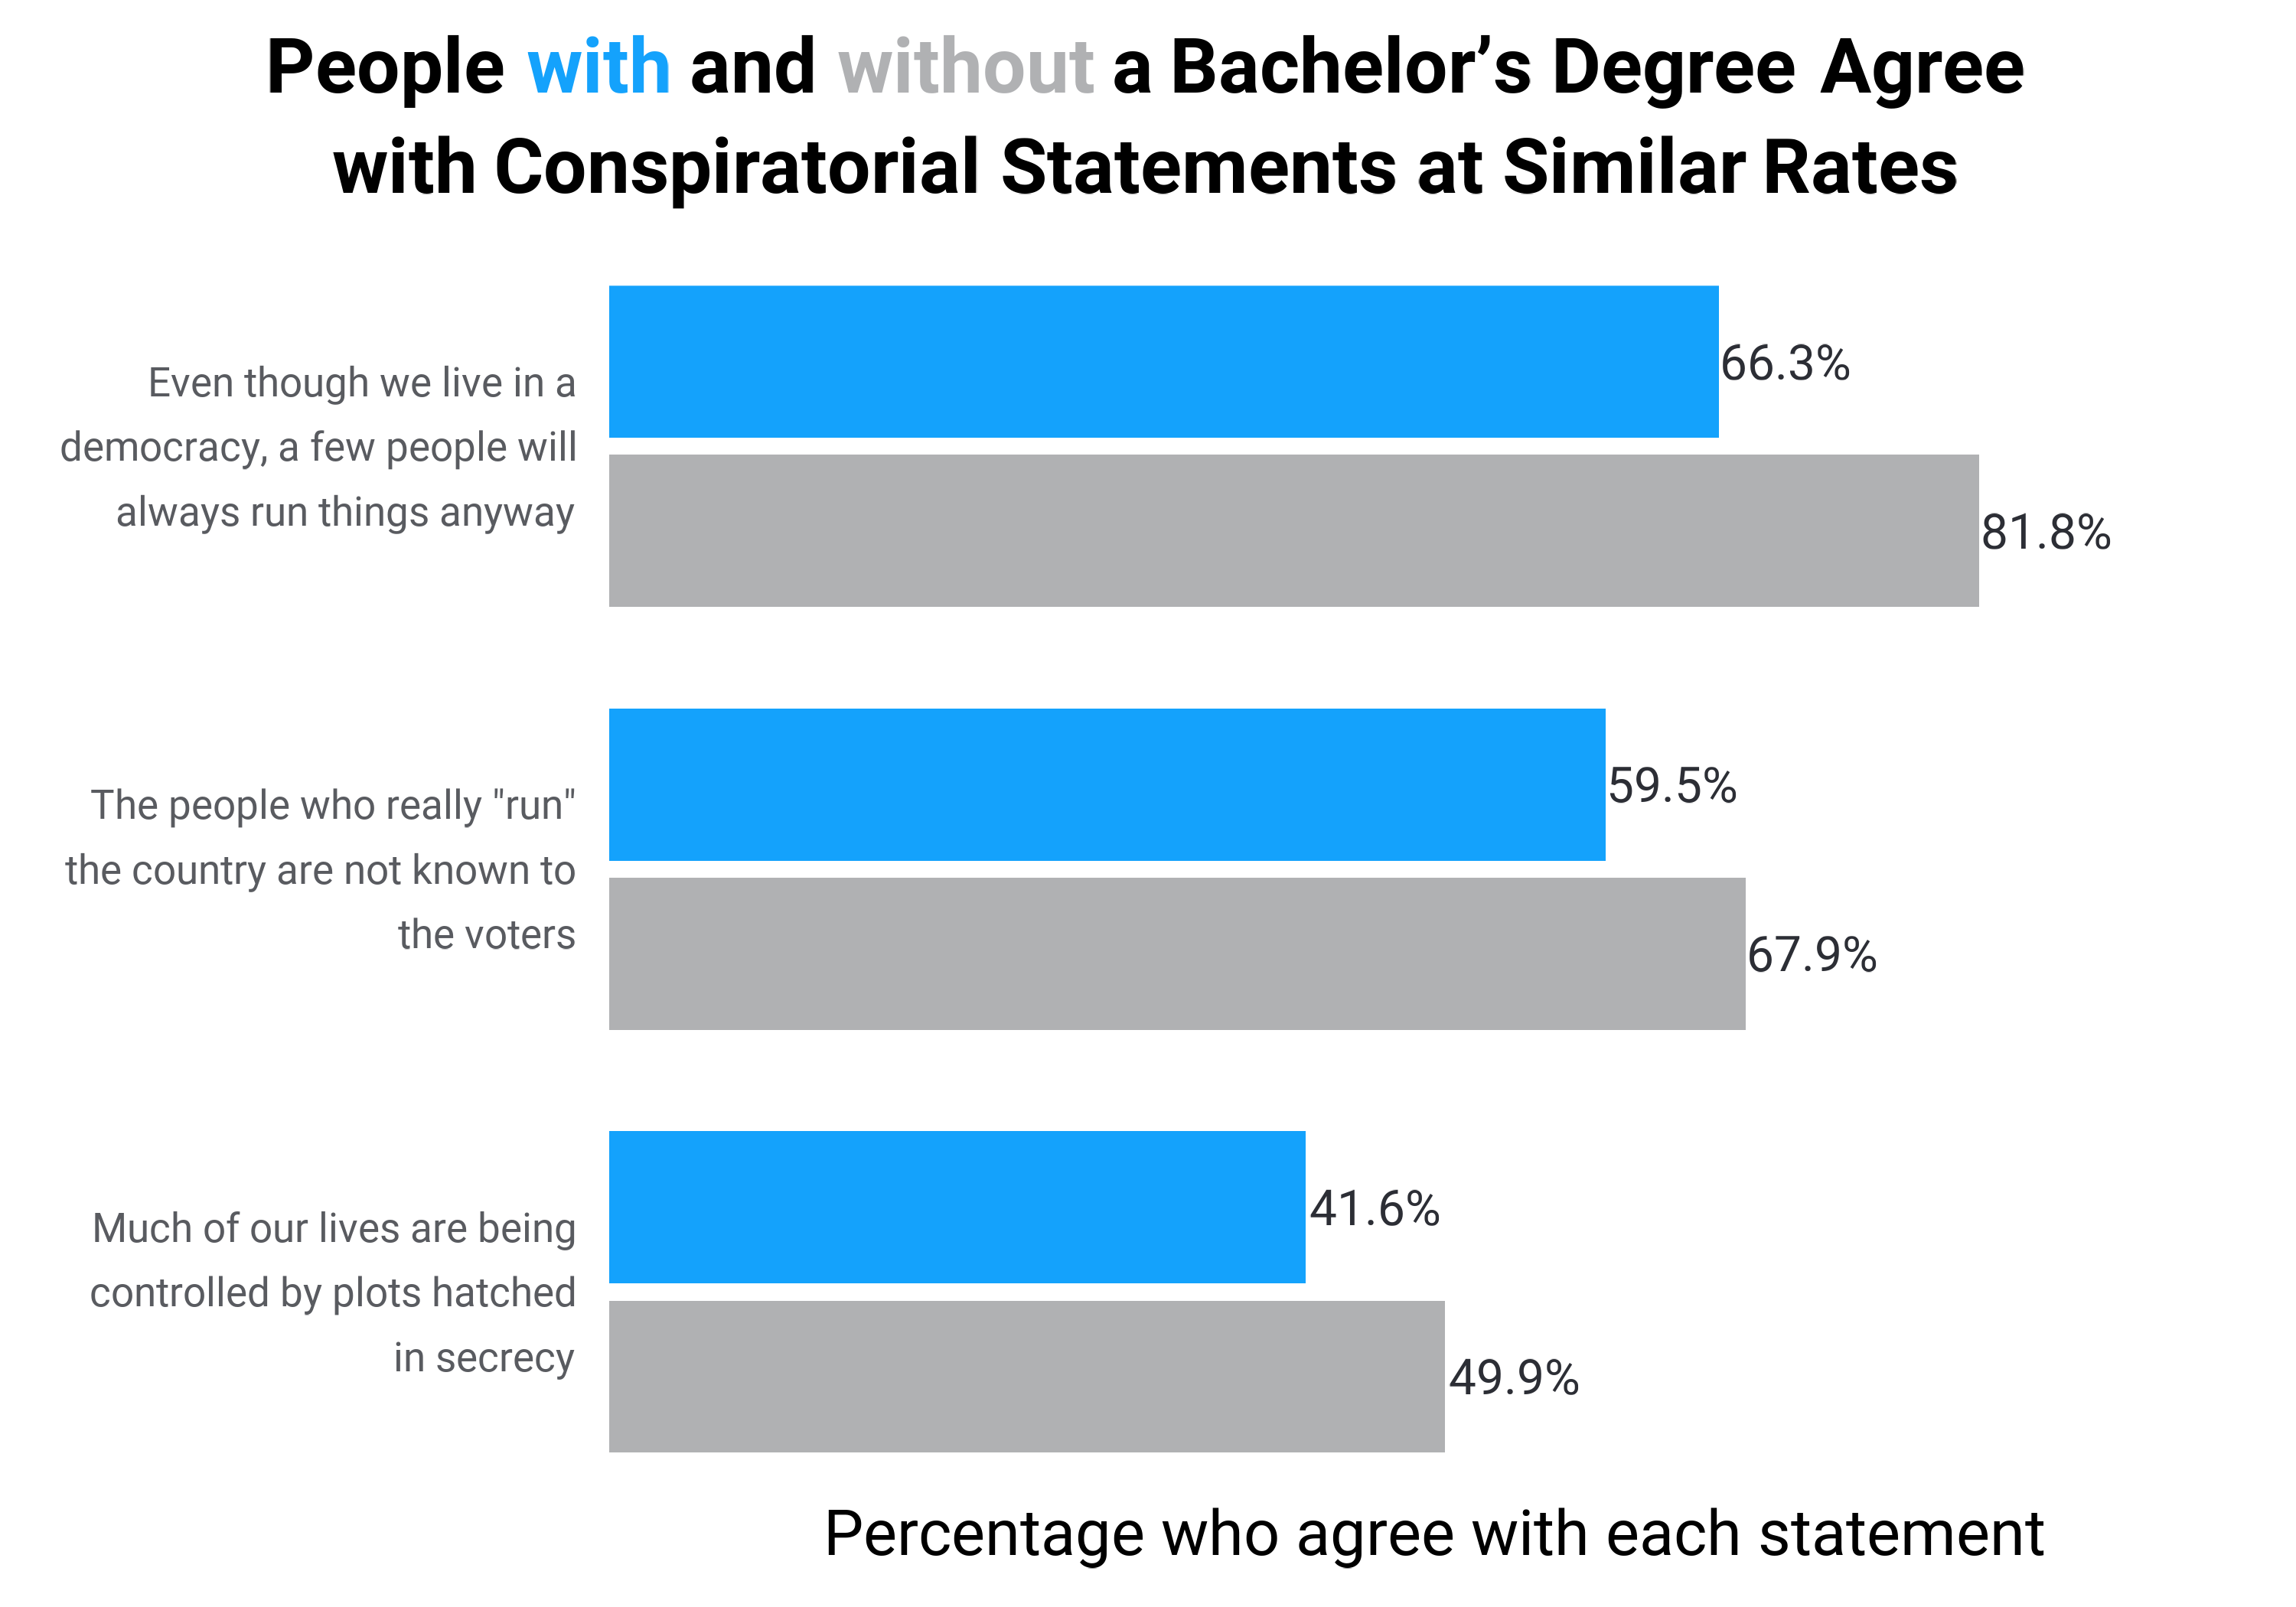 People with and without a Bachelor’s Degree Agree
with Conspiratorial Statements at Similar Rates
Even though we live in a
democracy, a few people will
always run things anyway
66.3%
81.8%
The people who really "run"
the country are not known to
the voters
59.5%
67.9%
Much of our lives are being
controlled by plots hatched
in secrecy
41.6%
49.9%
Percentage who agree with each statement